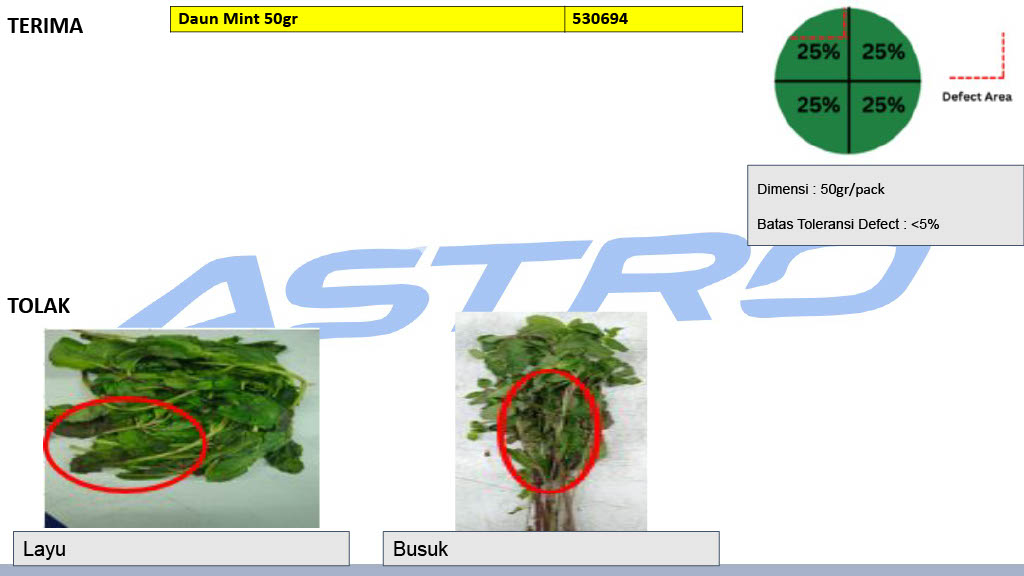 TERIMA
Daun Mint 50gr 530694
25% 25%
25% 25%
Defect Area
Dimensi : 50gr/pack
Batas Toleransi Defect : <5%
ASTRO
TOLAK
Layu
Busuk